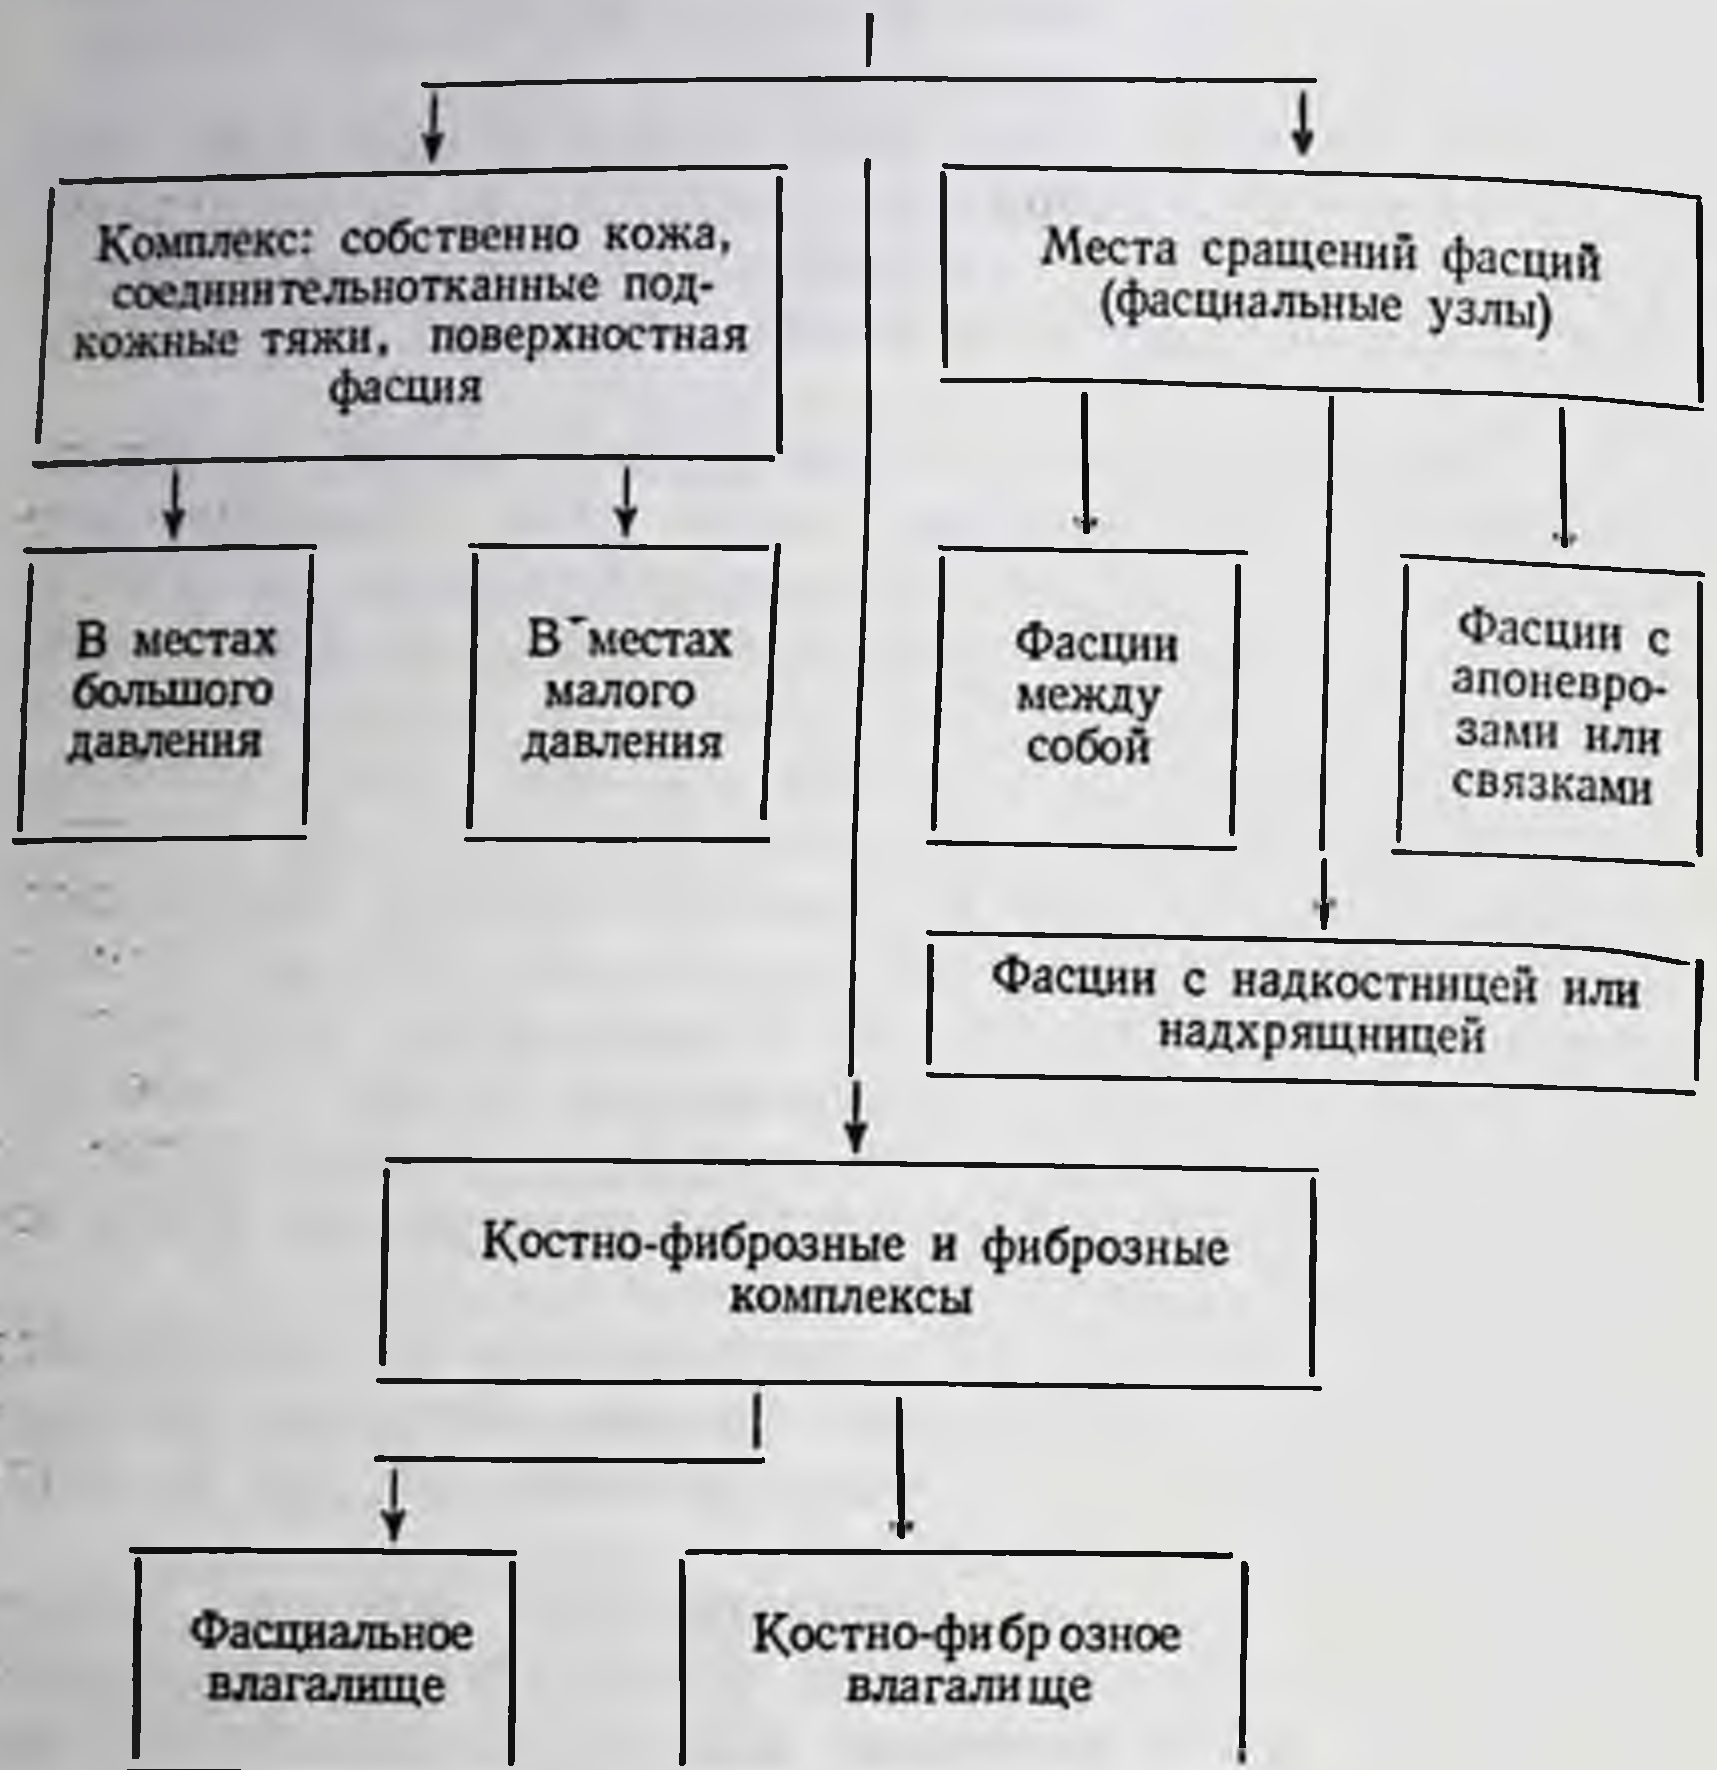 Комплекс: собственно кожа,
соединительнотканные под-
кожные тяжи, поверхностная
фасция
Места сращений фасций
(фасциальные узлы)
В местах
большого
давления
В местах
малого
давления
Фасции
между
собой
Фасции с
апоневро-
зами или
связками
Фасции с надкостницей или
надхрящницей
Костно-фиброзные и фиброзные
комплексы
Фасциальное
влагалище
Костно-фиброзное
влагалище